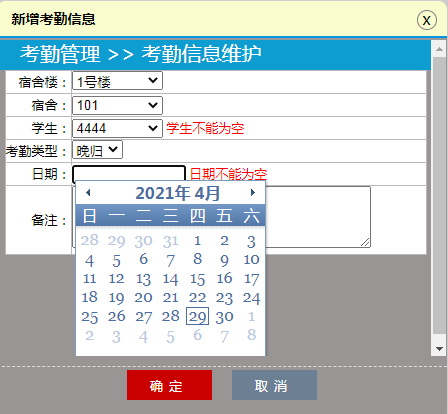 新增考勤信息 X
考勤管理 >> 考勤信息维护
宿舍楼： 1号楼
宿舍： 101
学生： 4444 学生不能为空
考勤类型： 晚归
日期： 日期不能为空
2021年 4月
日 一 二 三 四 五 六
备注：
28 29 30 31 1 2 3
4 5 6 7 8 9 10
11 12 13 14 15 16 17
18 19 20 21 22 23 24
25 26 27 28 29 30 1
2 3 4 5 6 7 8
确 定 取 消